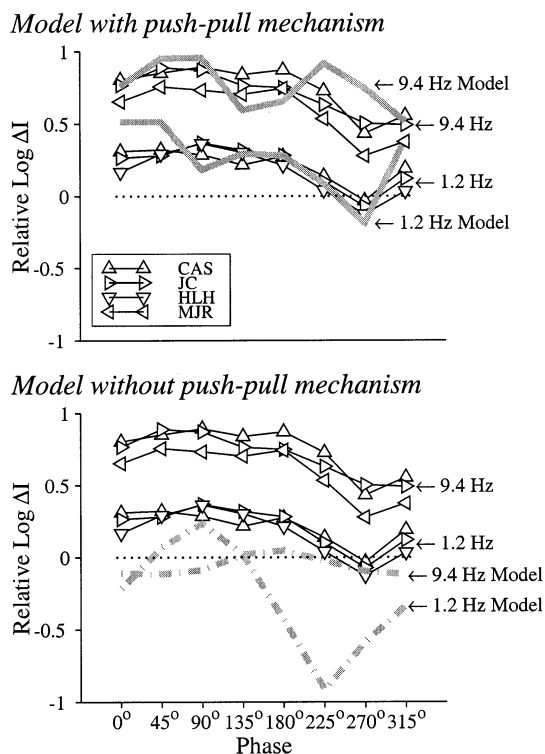 Model with push-pull mechanism
1
0.5
0
-0.5
-1
Relative Log ΔI
← 9.4 Hz Model
← 9.4 Hz
← 1.2 Hz
← 1.2 Hz Model
CAS
JC
HLH
MJR
Model without push-pull mechanism
1
0.5
0
-0.5
-1
Relative Log ΔI
← 9.4 Hz
← 1.2 Hz
← 9.4 Hz Model
← 1.2 Hz Model
0° 45° 90° 135° 180° 225° 270° 315°
Phase